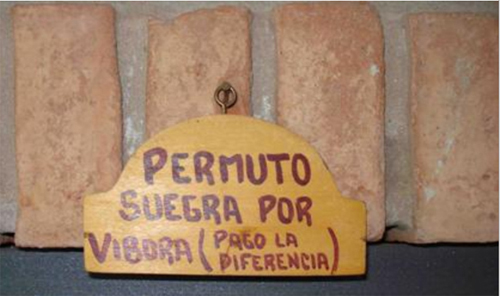 PERMUTO
SUEGRA POR
VIBORA (PAGO LA
DIFERENCIA)